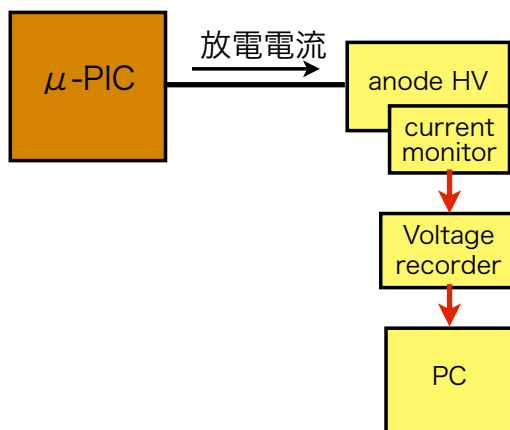 放電電流
μ-PIC
anode HV
current
monitor
Voltage
recorder
PC